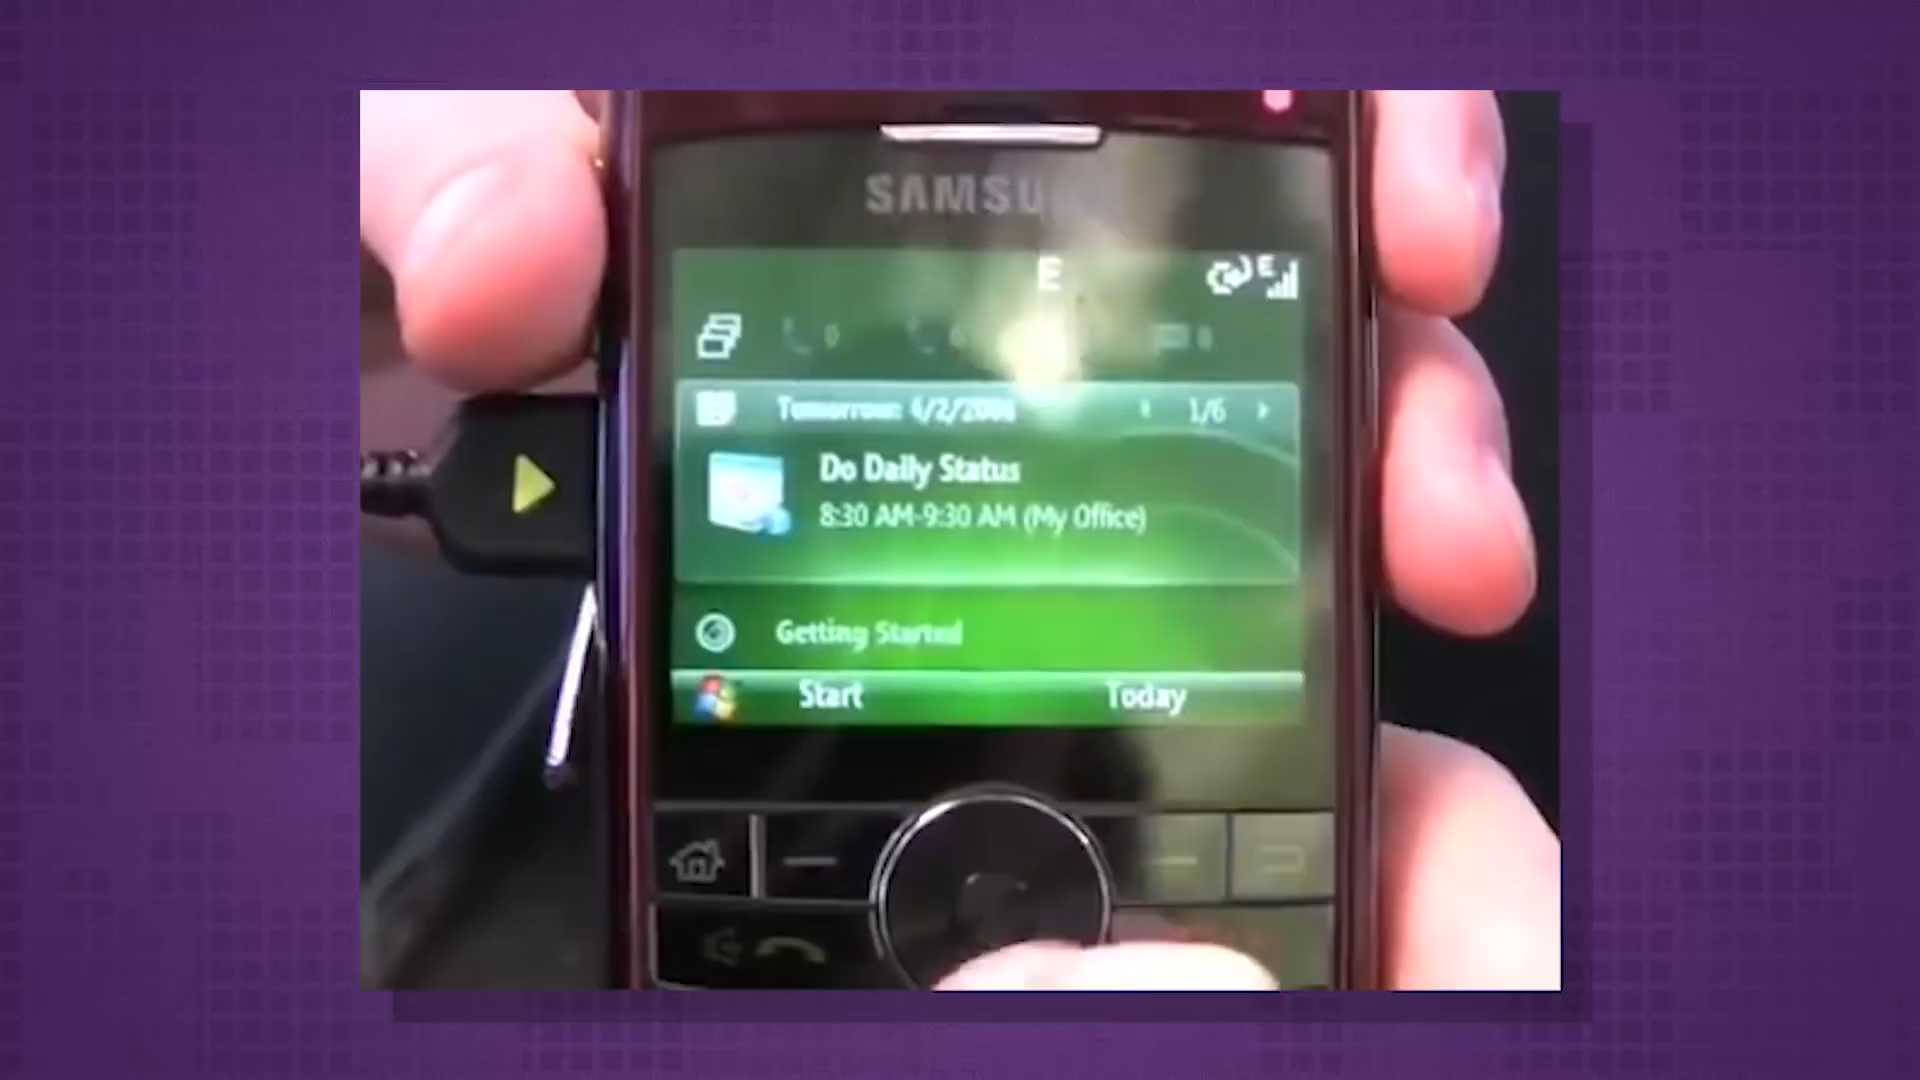 SAMSU
E
E
Tomorrow: 4/2/2008
1/6
Do Daily Status
8:30 AM-9:30 AM (My Office)
Getting Started
Start
Today